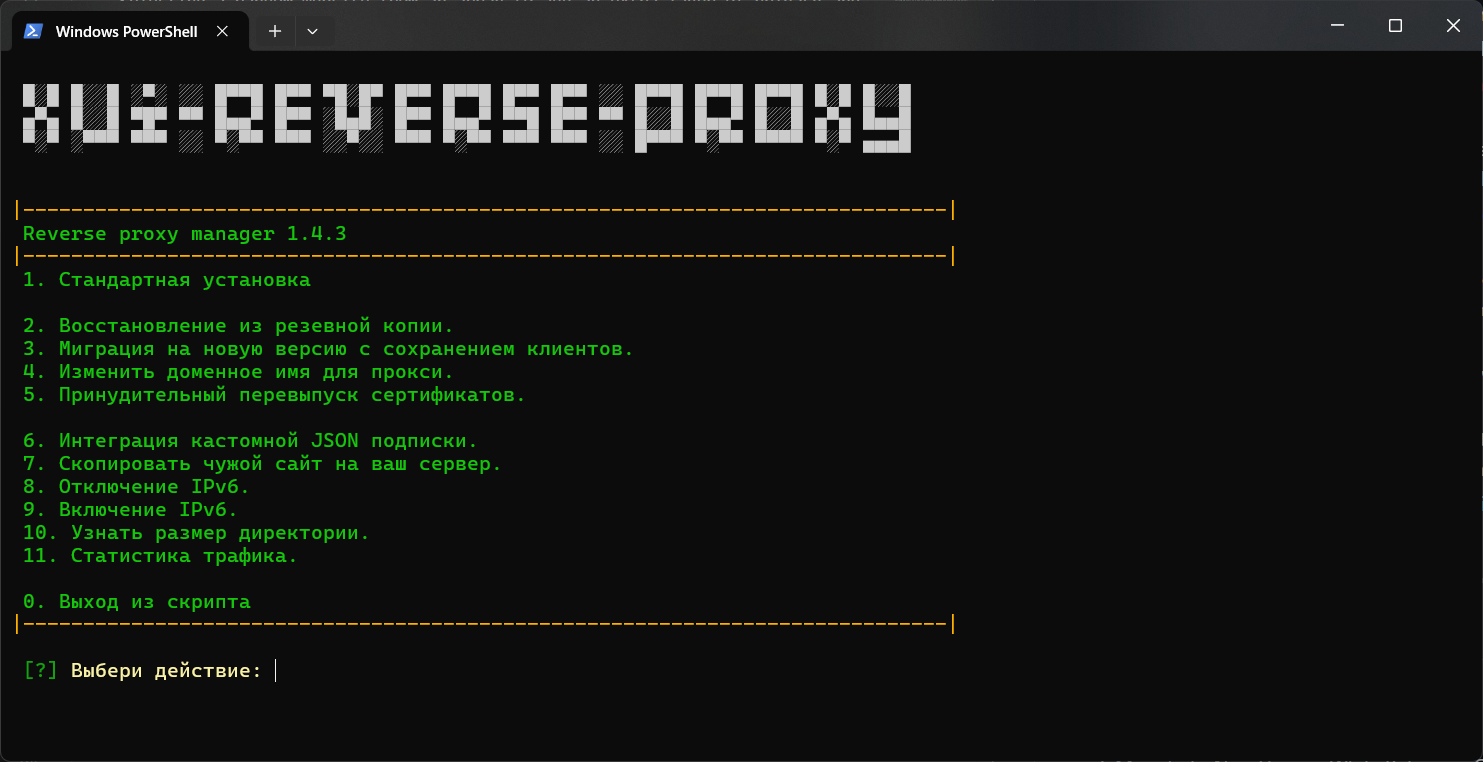 Windows PowerShell
XUI-REVERSE-PROXY
|-----------------------------------------------------------------------------|
Reverse proxy manager 1.4.3
|-----------------------------------------------------------------------------|
1. Стандартная установка
2. Восстановление из резевной копии.
3. Миграция на новую версию с сохранением клиентов.
4. Изменить доменное имя для прокси.
5. Принудительный перевыпуск сертификатов.
6. Интеграция кастомной JSON подписки.
7. Скопировать чужой сайт на ваш сервер.
8. Отключение IPv6.
9. Включение IPv6.
10. Узнать размер директории.
11. Статистика трафика.
0. Выход из скрипта
|-----------------------------------------------------------------------------|
[?] Выбери действие: